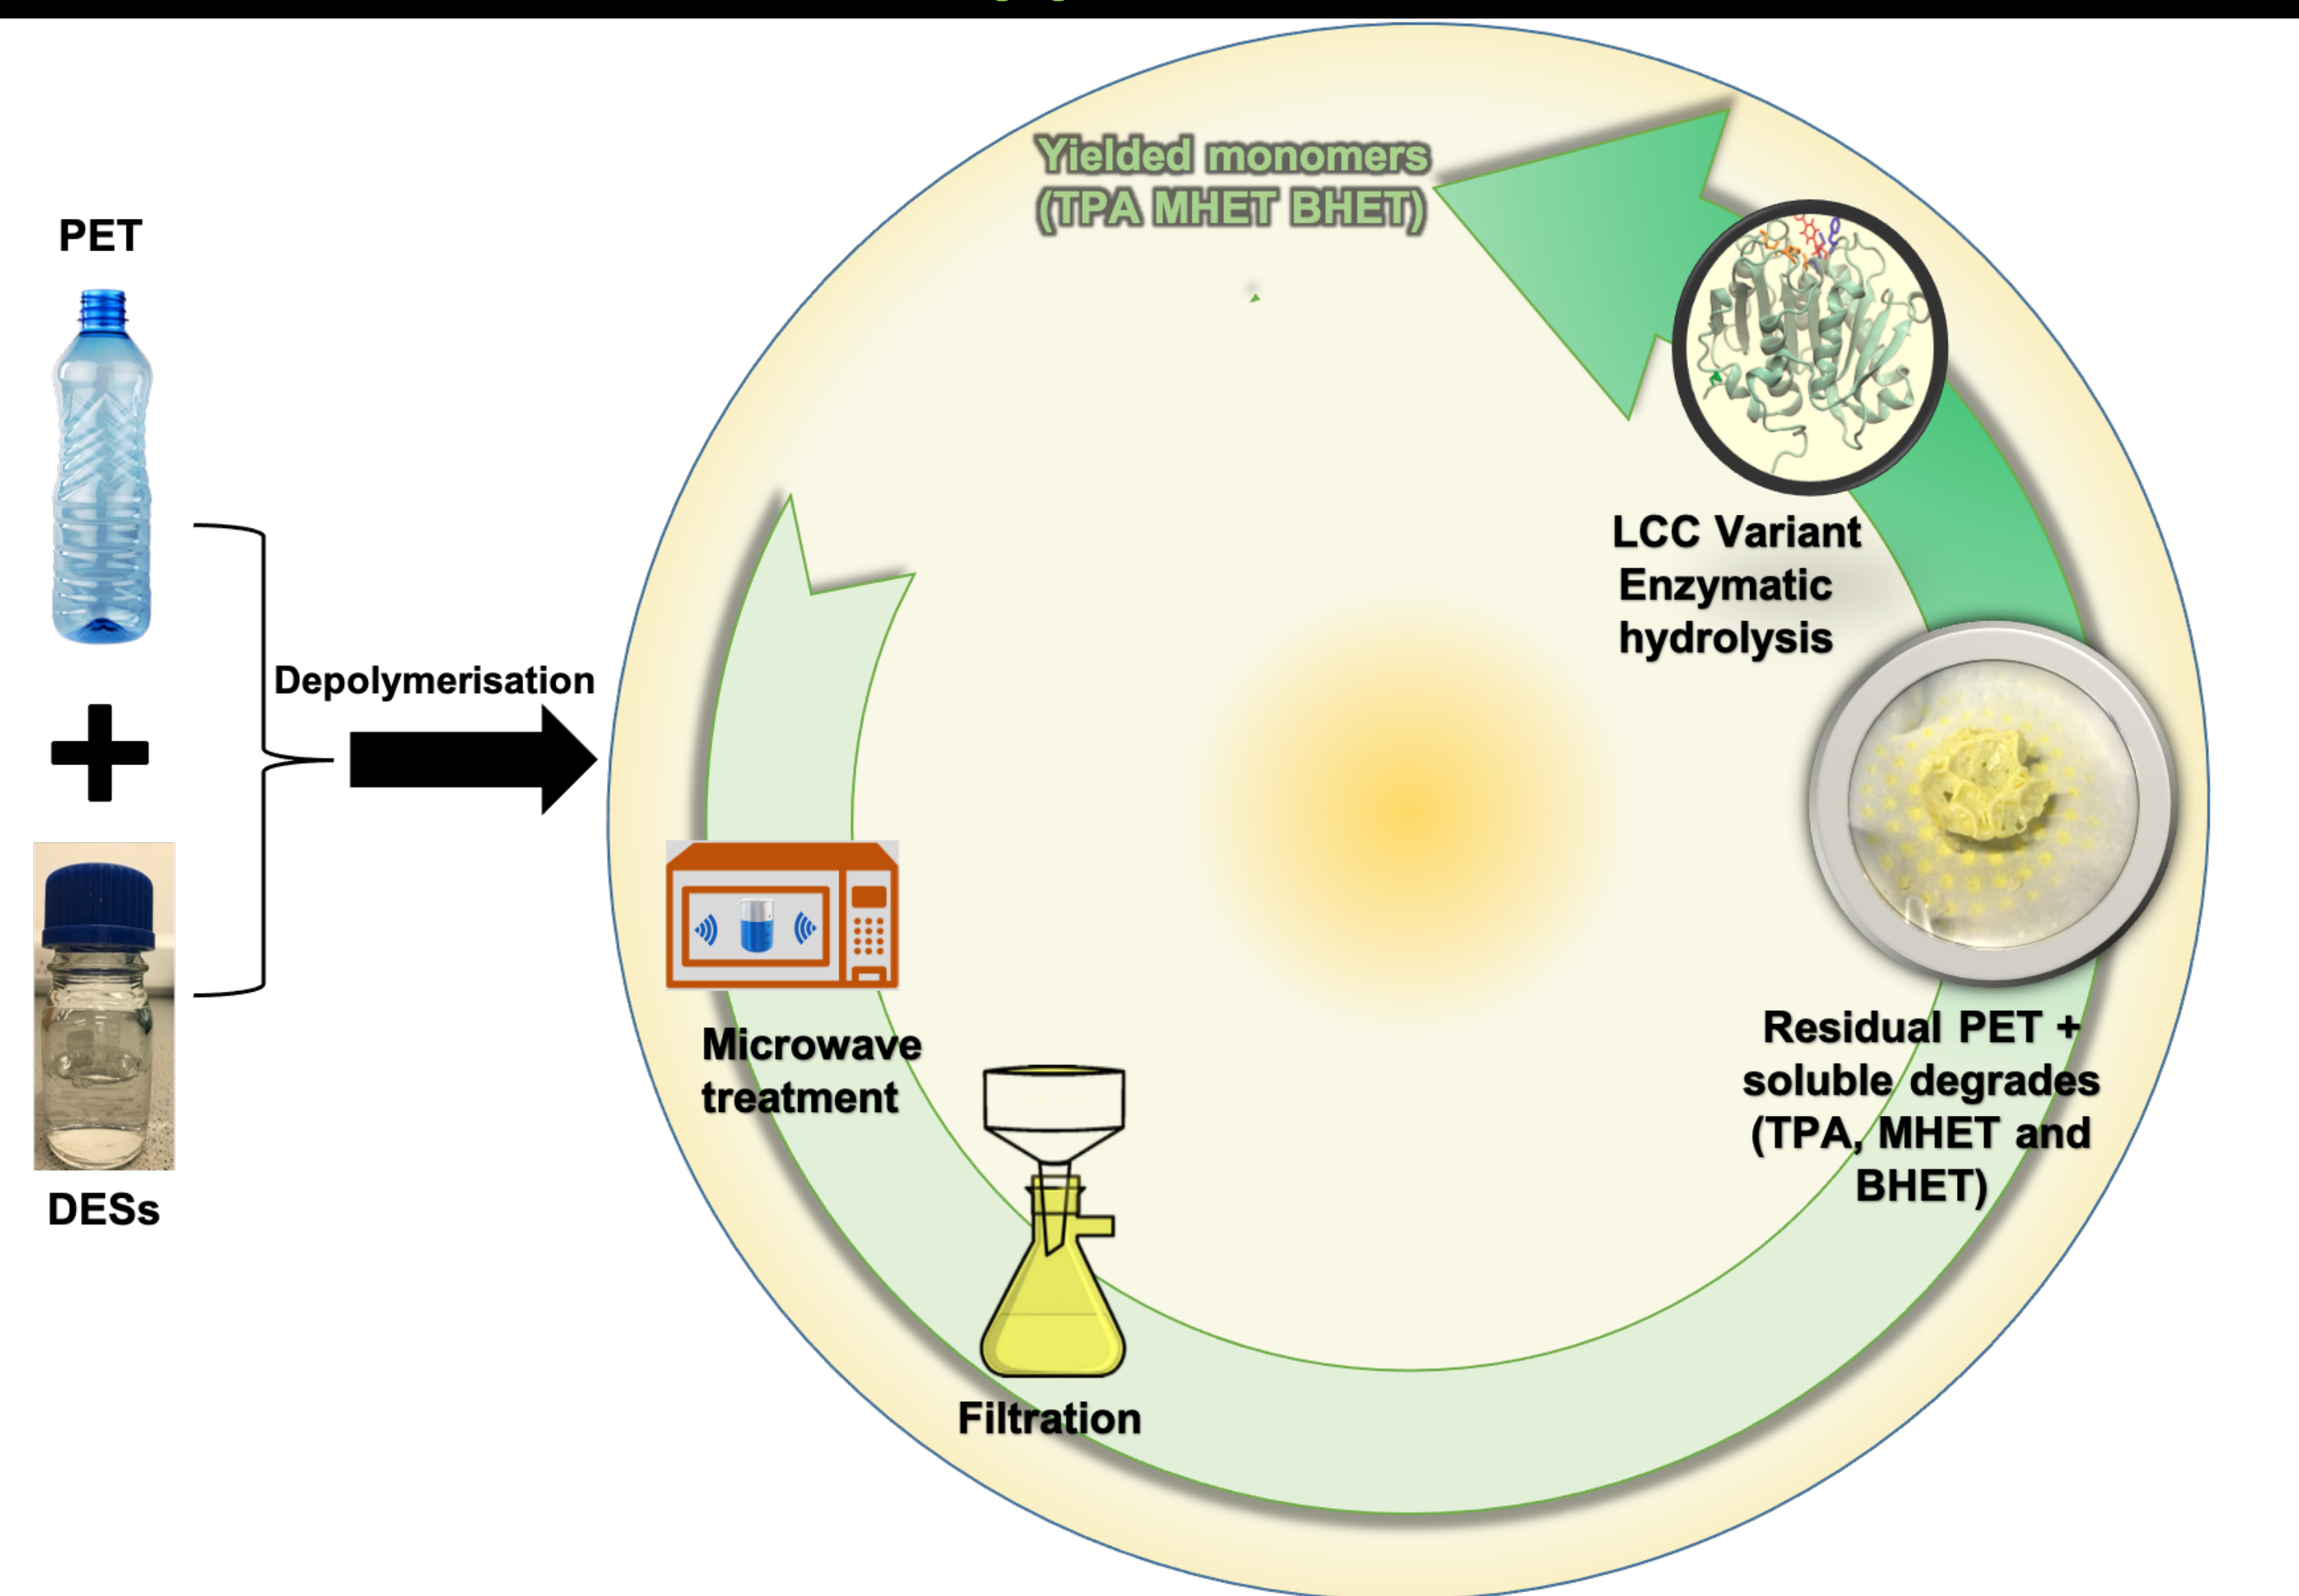 PET
DESs
Depolymerisation
Microwave
treatment
Filtration
Residual PET +
soluble degrades
(TPA, MHET and
BHET)
LCC Variant
Enzymatic
hydrolysis
Yielded monomers
(TPA MHET BHET)